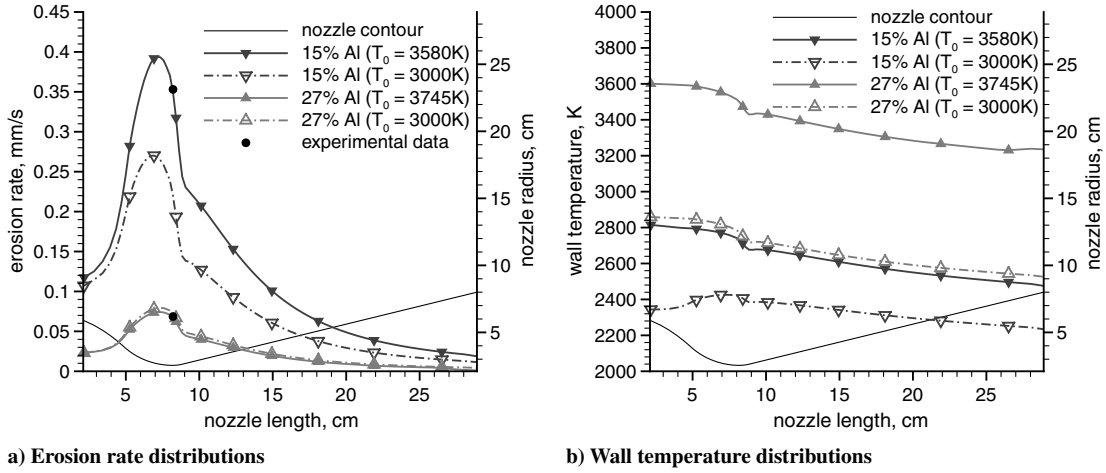 0.45
0.4
0.35
0.3
0.25
0.2
0.15
0.1
0.05
0
erosion rate, mm/s
nozzle contour
15% Al (T0 = 3580K)
15% Al (T0 = 3000K)
27% Al (T0 = 3745K)
27% Al (T0 = 3000K)
experimental data
25
20
15
10
5
nozzle radius, cm
5 10 15 20 25
nozzle length, cm
a) Erosion rate distributions
4000
3800
3600
3400
3200
3000
2800
2600
2400
2200
2000
wall temperature, K
nozzle contour
15% Al (T0 = 3580K)
15% Al (T0 = 3000K)
27% Al (T0 = 3745K)
27% Al (T0 = 3000K)
25
20
15
10
5
nozzle radius, cm
5 10 15 20 25
nozzle length, cm
b) Wall temperature distributions